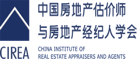 中国房地产估价师
与房地产经纪人学会
CIREA
CHINA INSTITUTE OF
REAL ESTATE APPRAISERS AND AGENTS